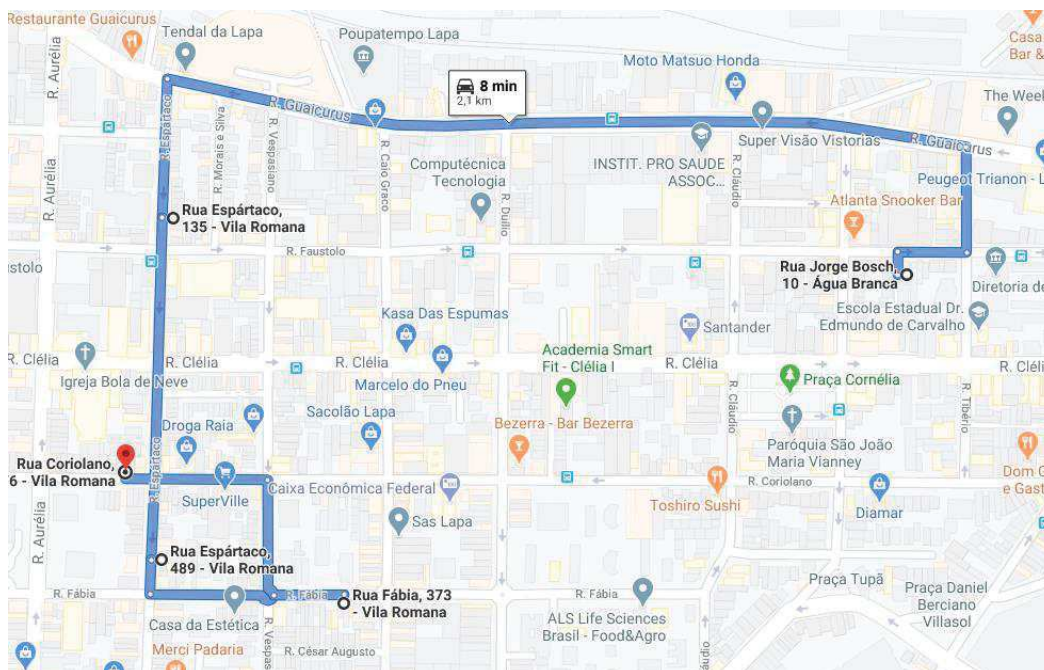 Restaurante Guaicurus
Tendal da Lapa
Poupatempo Lapa
Casa
Bar &
8 min
2,1 km
Moto Matsuo Honda
The Week
R. Aurélia
R. Aurélia
R. Guaicurus
R. Guaicurus
Super Visão Vistorias
R. Espártaco
R. Morais e Silva
R. Vespasiano
R. Caio Graco
Computécnica
Tecnologia
INSTIT. PRO SAUDE
ASSOC...
R. Cláudio
Peugeot Trianon - L
Atlanta Snooker Bar
R. Duílio
Rua Espártaco,
135 - Vila Romana
R. Faustolo
ustolo
Rua Jorge Bosch,
10 - Água Branca
Diretoria de
Escola Estadual Dr.
Edmundo de Carvalho
Kasa Das Espumas
Santander
R. Clélia
R. Clélia
R. Clélia
R. Clélia
Igreja Bola de Neve
Marcelo do Pneu
Academia Smart
Fit - Clélia I
Praça Cornélia
R. Cláudio
R. Tibério
Sacolão Lapa
Droga Raia
Bezerra - Bar Bezerra
Paróquia São João
Maria Vianney
R. Espártaco
Rua Coriolano,
6 - Vila Romana
SuperVille
Caixa Econômica Federal
Toshiro Sushi
R. Coriolano
Diamar
Dom G
e Gast
Sas Lapa
R. Aurélia
Rua Espártaco,
489 - Vila Romana
Praça Tupã
Praça Daniel
Berciano
Villasol
R. Fábia
R. Fábia
Rua Fábia, 373
- Vila Romana
R. Fábia
Casa da Estética
ALS Life Sciences
Brasil - Food&Agro
R. Vespas
Merci Padaria
R. César Augusto